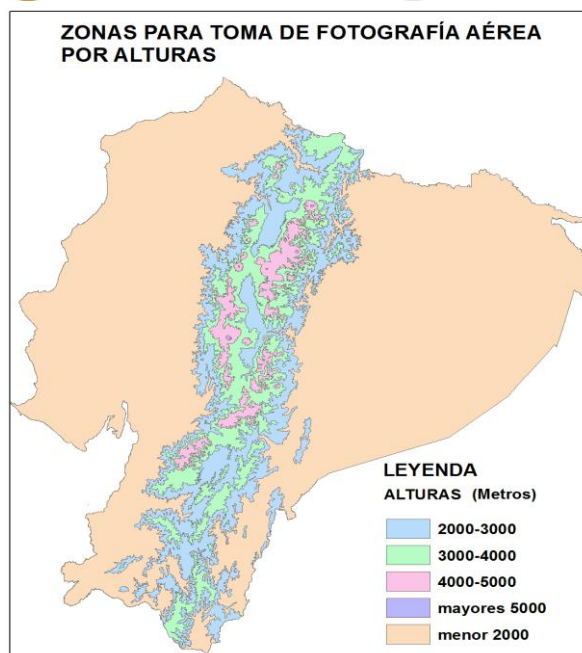 ZONAS PARA TOMA DE FOTOGRAFÍA AÉREA
POR ALTURAS
LEYENDA
ALTURAS (Metros)
2000-3000
3000-4000
4000-5000
mayores 5000
menor 2000